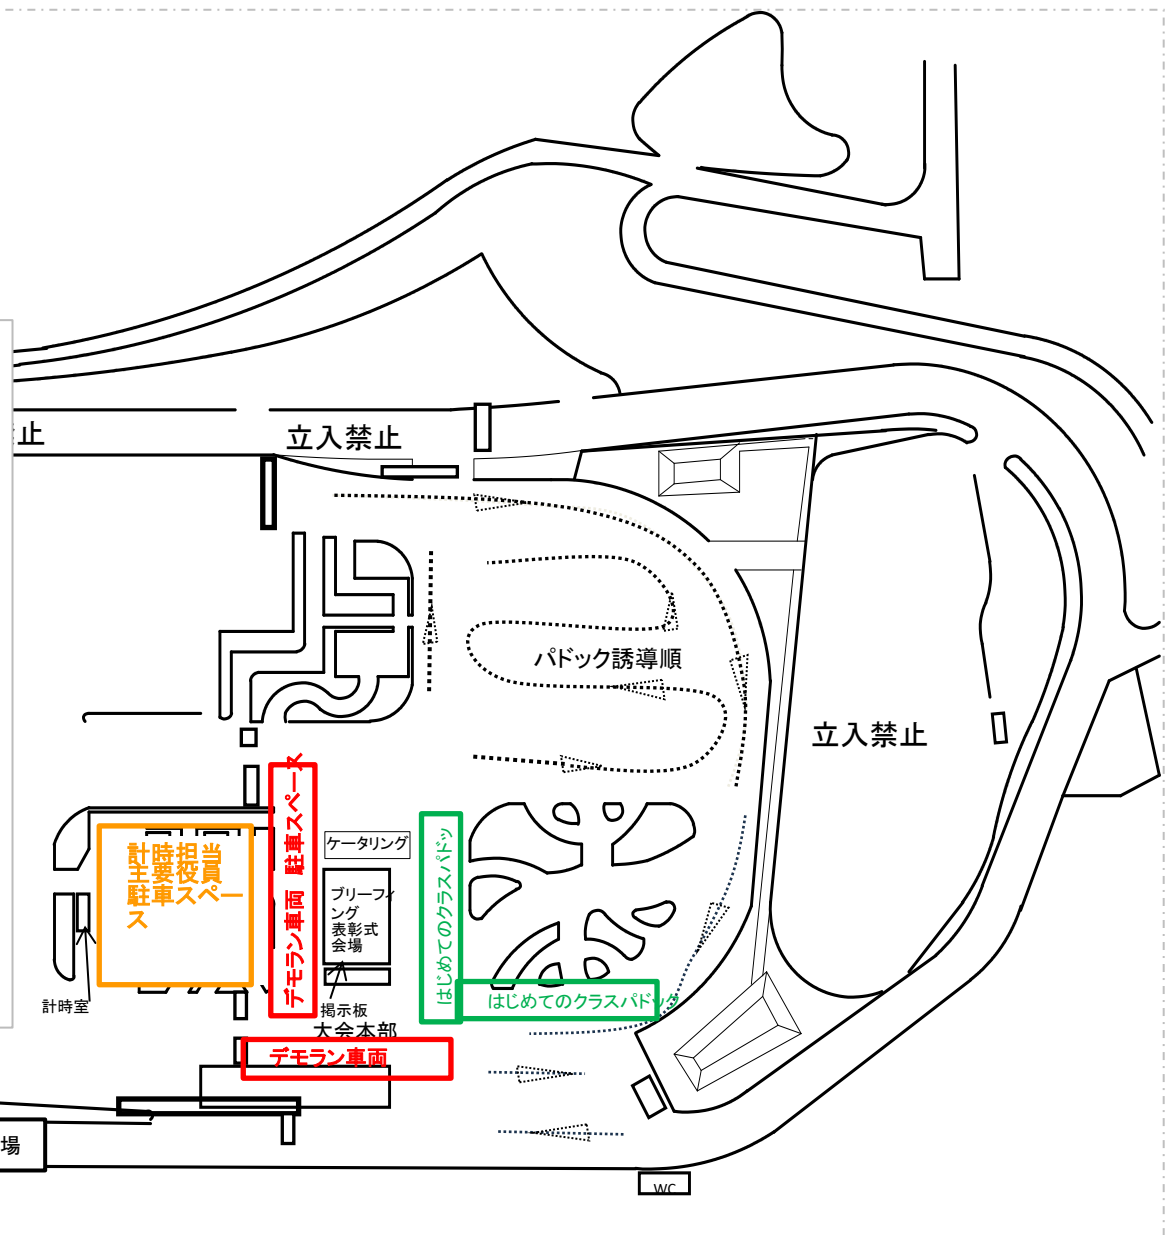 止
立入禁止
パドック誘導順
立入禁止
デモラン車両 駐車スペース
ケータリング
はじめてのクラスパドッ
計時担当
主要役員
駐車スペー
ス
ブリーフィ
ング
表彰式
会場
計時室
掲示板
はじめてのクラスパドック
大会本部
デモラン車両
場
WC